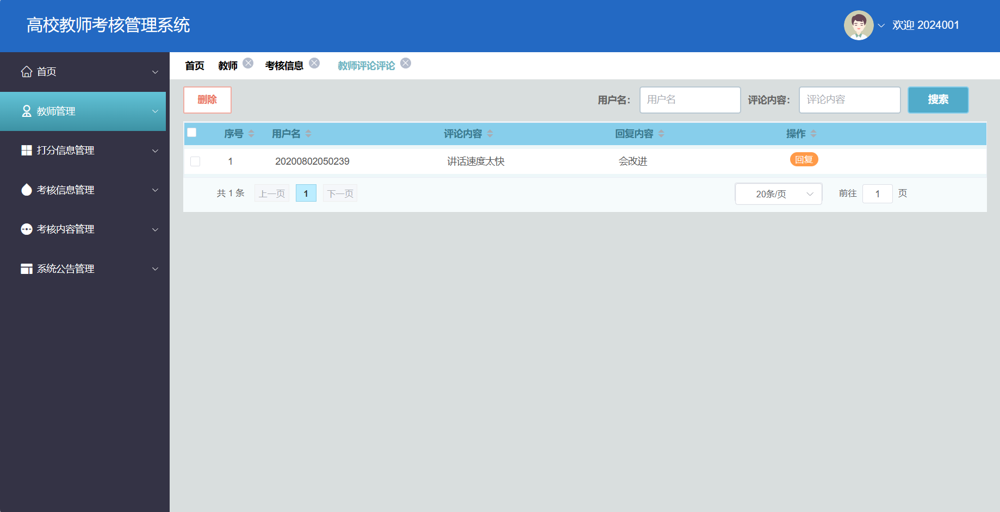 高校教师考核管理系统
欢迎 2024001
首页
教师管理
打分信息管理
考核信息管理
考核内容管理
系统公告管理
首页 教师 考核信息 教师评论评论
删除 用户名： 用户名 评论内容： 评论内容 搜索
序号 用户名 评论内容 回复内容 操作
1 20200802050239 讲话速度太快 会改进 回复
共 1 条 上一页 1 下一页 20条/页 前往 1 页